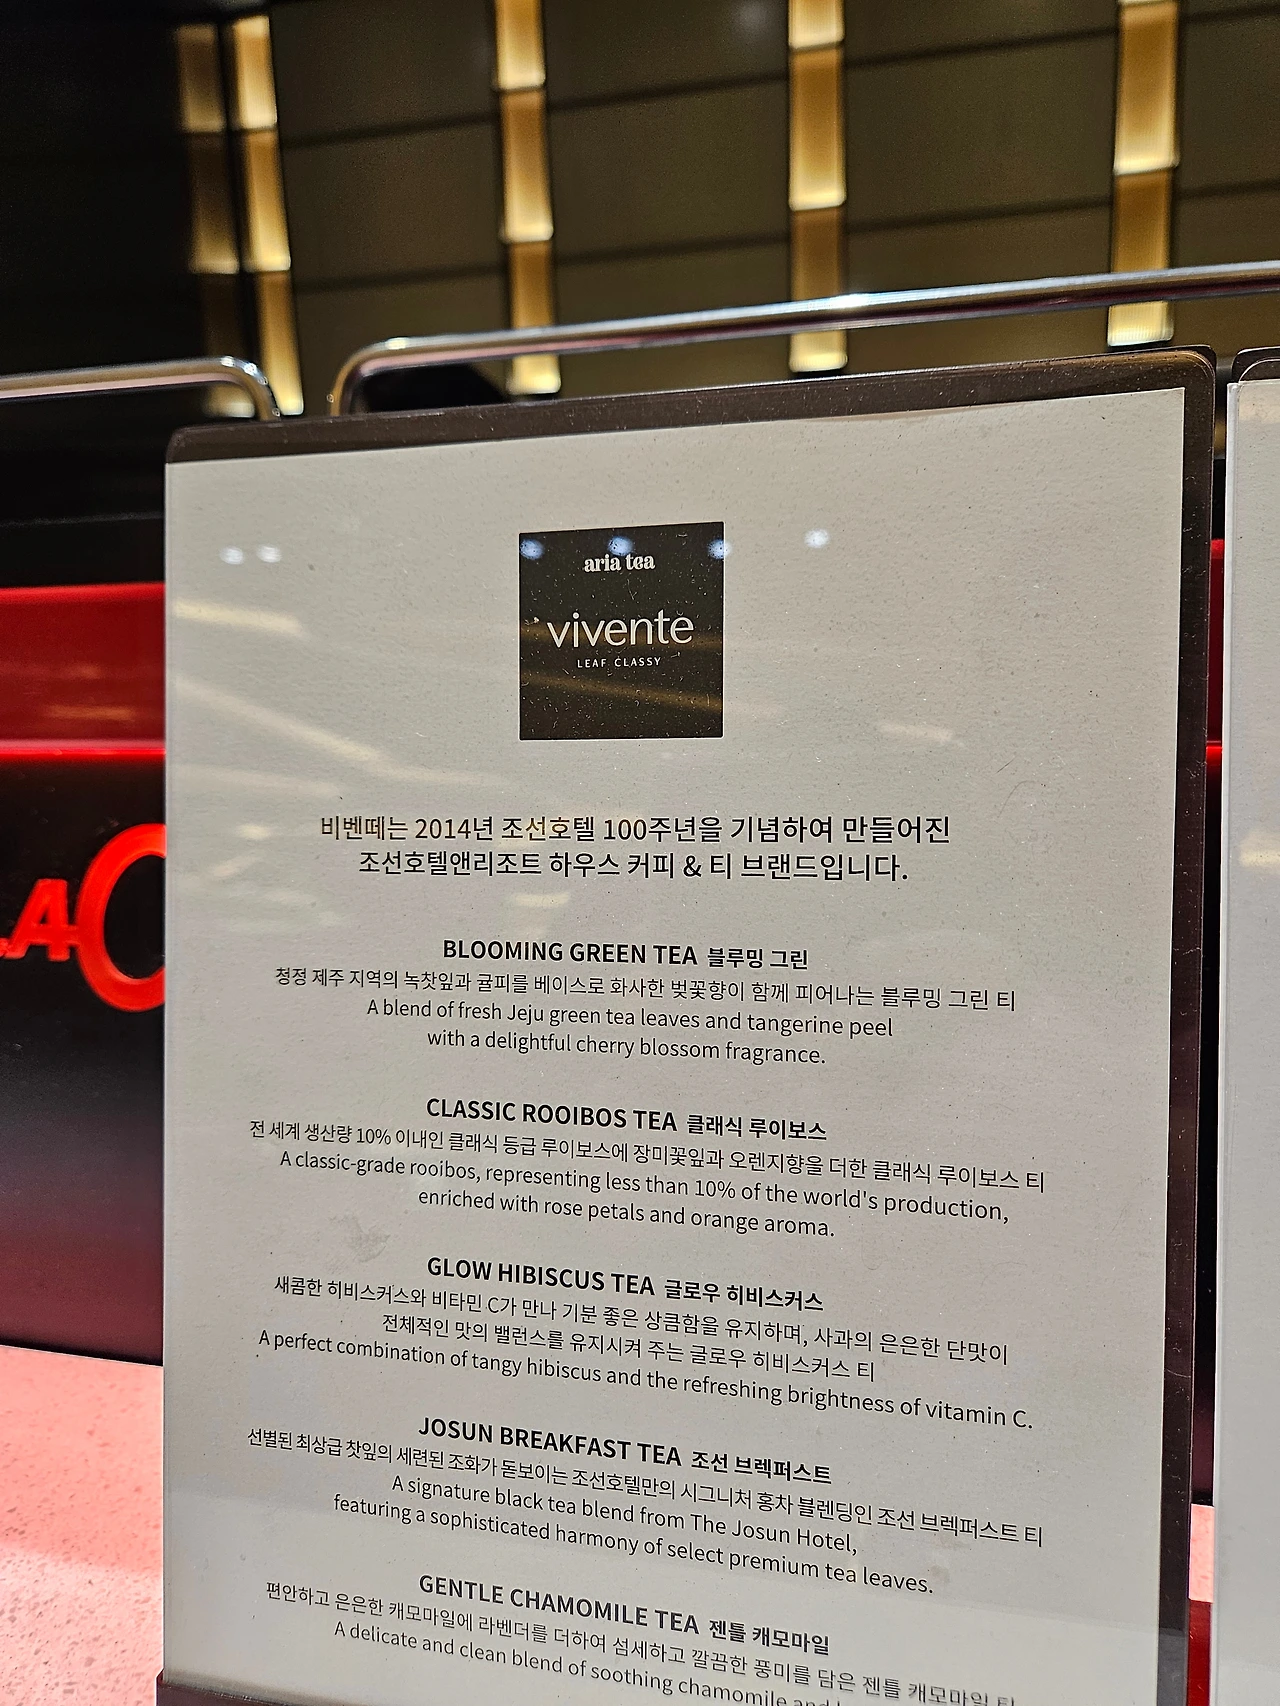 aria tea
vivente
LEAF CLASSY
비벤떼는 2014년 조선호텔 100주년을 기념하여 만들어진
조선호텔앤리조트 하우스 커피 & 티 브랜드입니다.
BLOOMING GREEN TEA 블루밍 그린
청정 제주 지역의 녹찻잎과 귤피를 베이스로 화사한 벚꽃향이 함께 피어나는 블루밍 그린 티
A blend of fresh Jeju green tea leaves and tangerine peel
with a delightful cherry blossom fragrance.
CLASSIC ROOIBOS TEA 클래식 루이보스
전 세계 생산량 10% 이내인 클래식 등급 루이보스에 장미꽃잎과 오렌지향을 더한 클래식 루이보스 티
A classic-grade rooibos, representing less than 10% of the world's production,
enriched with rose petals and orange aroma.
GLOW HIBISCUS TEA 글로우 히비스커스
새콤한 히비스커스와 비타민 C가 만나 기분 좋은 상큼함을 유지하며, 사과의 은은한 단맛이
전체적인 맛의 밸런스를 유지시켜 주는 글로우 히비스커스 티
A perfect combination of tangy hibiscus and the refreshing brightness of vitamin C.
JOSUN BREAKFAST TEA 조선 브렉퍼스트
선별된 최상급 찻잎의 세련된 조화가 돋보이는 조선호텔만의 시그니처 홍차 블렌딩인 조선 브렉퍼스트 티
A signature black tea blend from The Josun Hotel,
featuring a sophisticated harmony of select premium tea leaves.
GENTLE CHAMOMILE TEA 젠틀 캐모마일
편안하고 은은한 캐모마일에 라벤더를 더하여 섬세하고 깔끔한 풍미를 담은 젠틀 캐모마일 티
A delicate and clean blend of soothing chamomile and